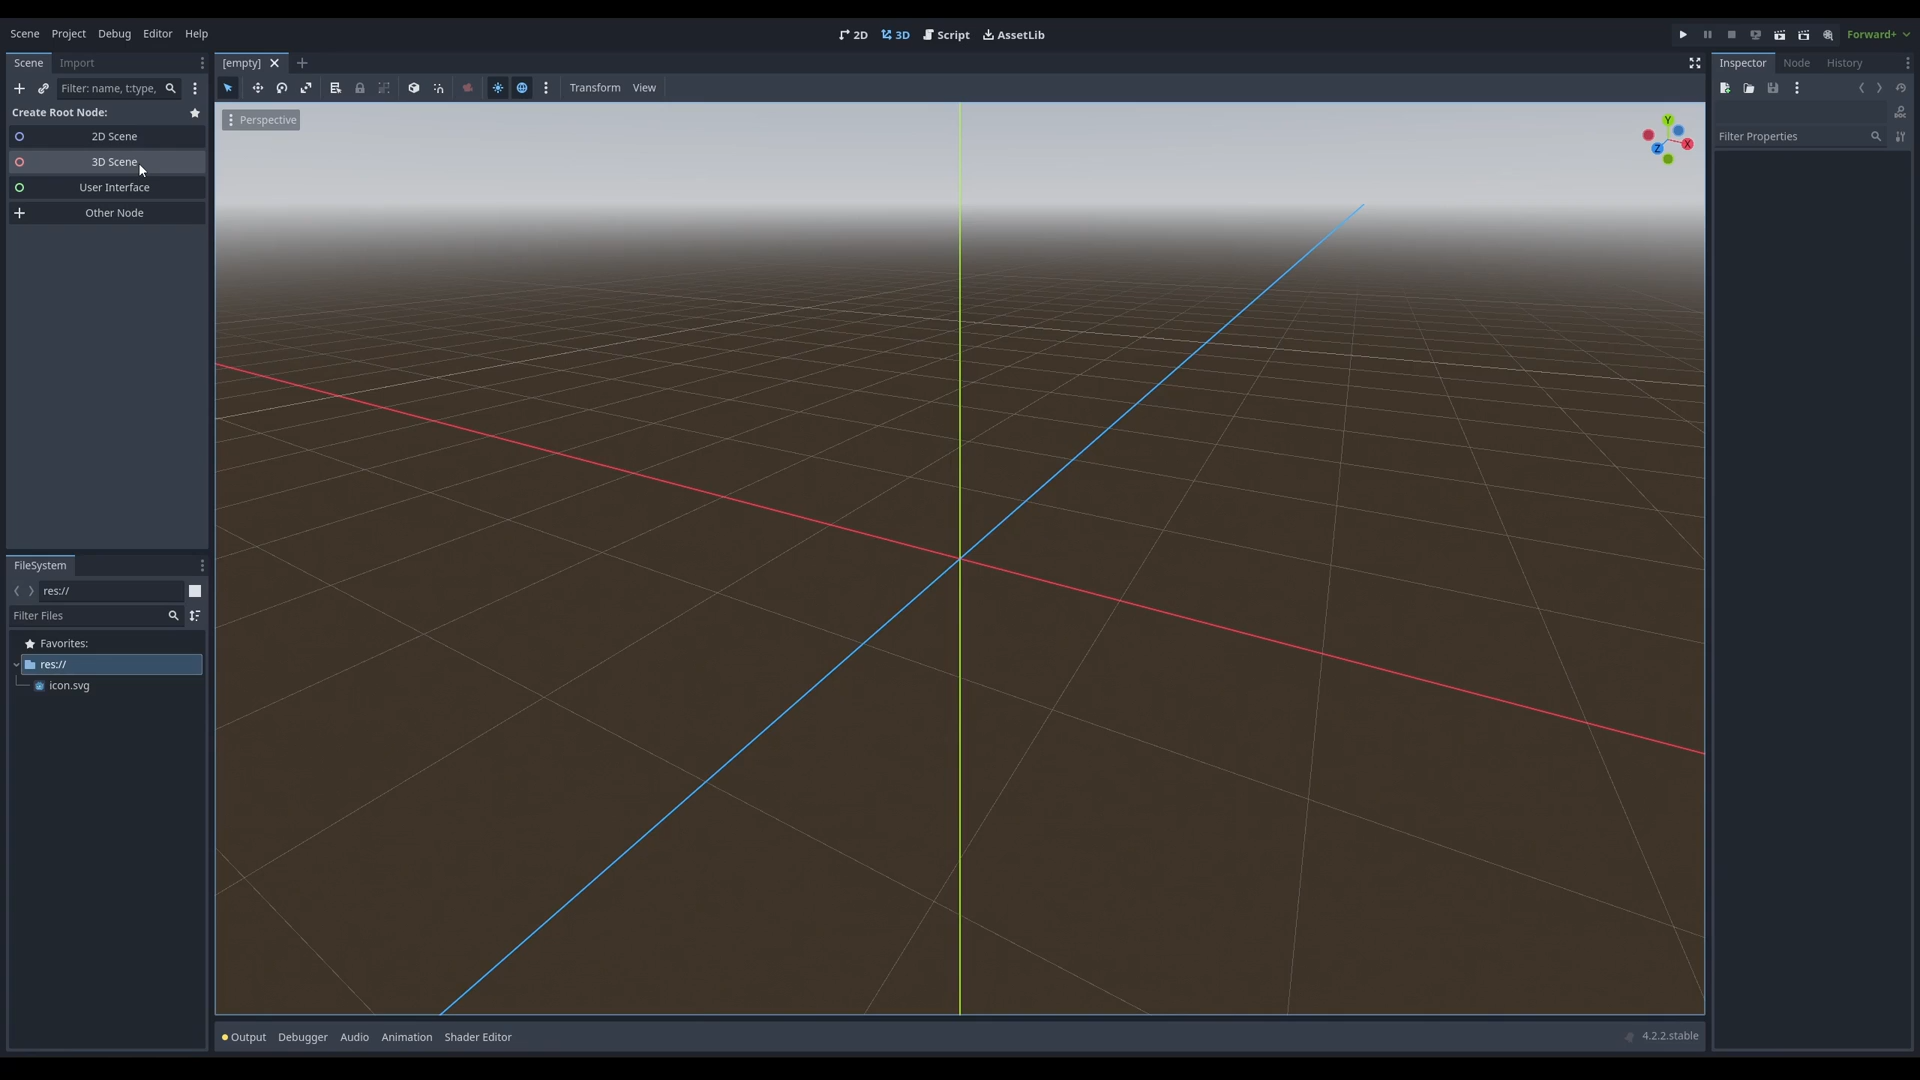 Scene Project Debug Editor Help
2D 3D Script AssetLib
Forward+
Scene Import
[empty]
Inspector Node History
Filter: name, t:type,
Transform View
Create Root Node:
Perspective
2D Scene
3D Scene
User Interface
Other Node
Filter Properties
Y
X
Z
FileSystem
res://
Filter Files
Favorites:
res://
icon.svg
Output Debugger Audio Animation Shader Editor
4.2.2.stable